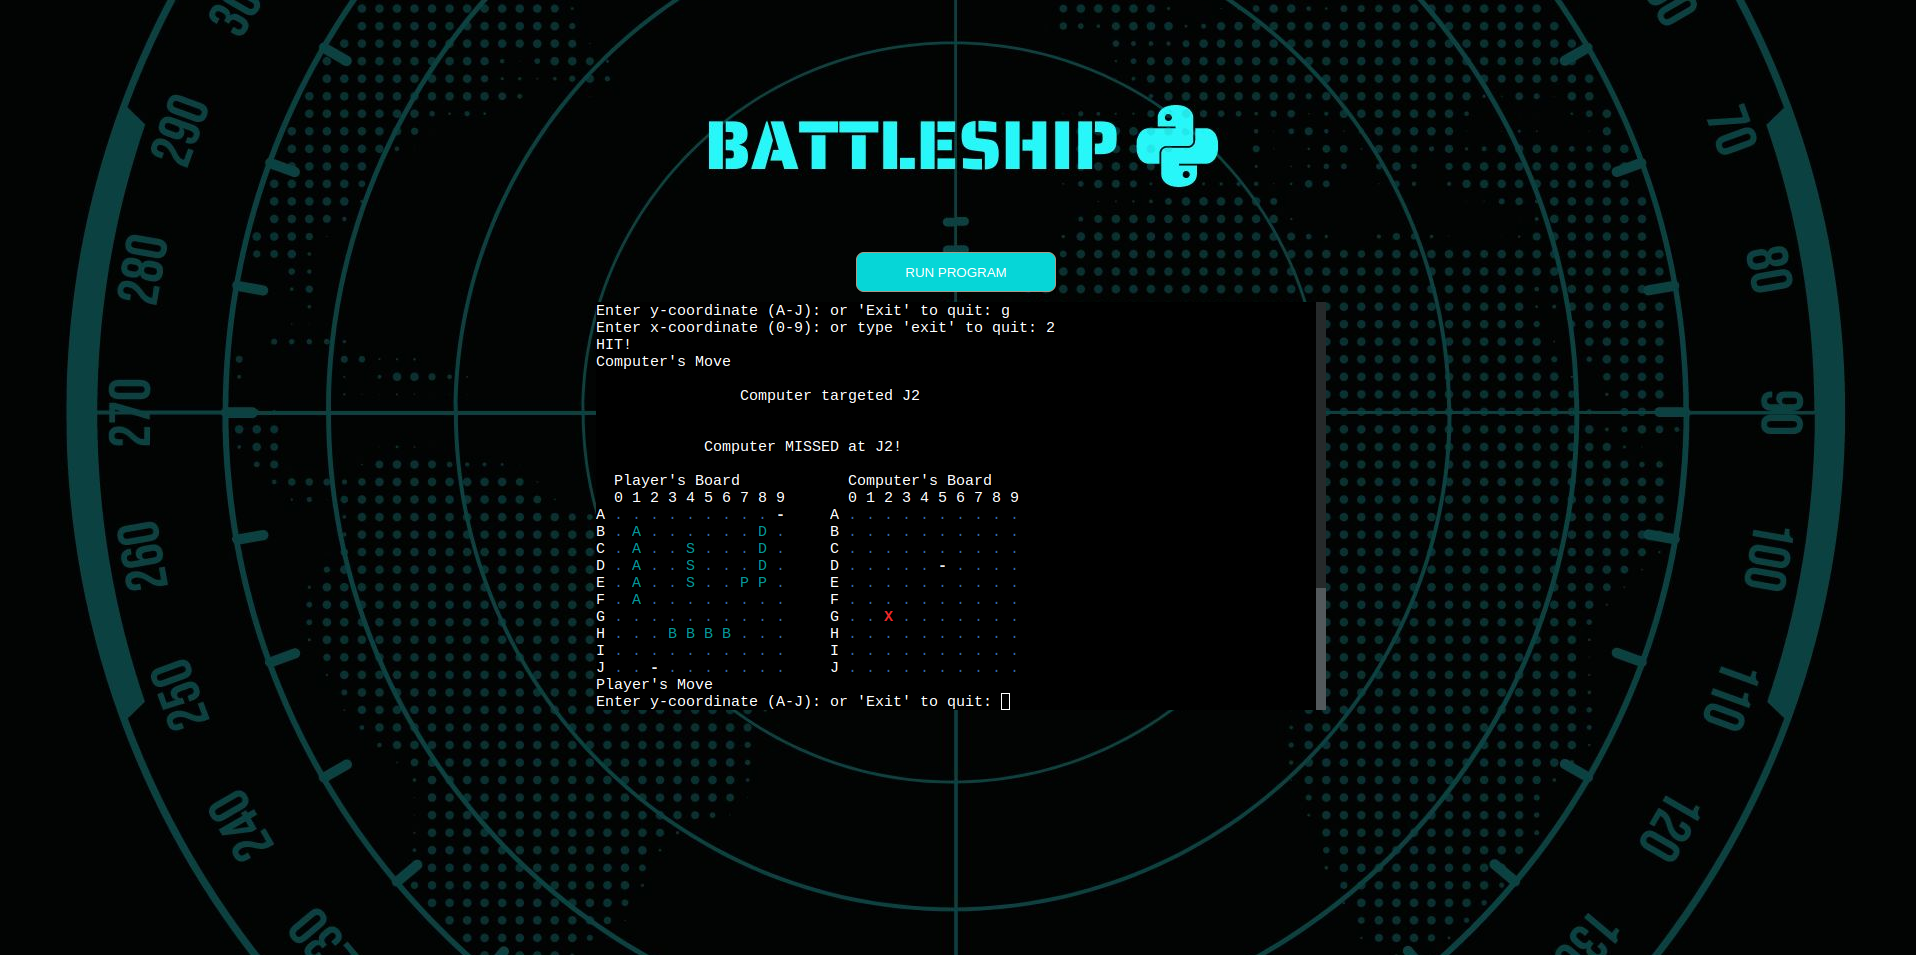 290
70
280
80
270
90
260
100
250
110
240
120
BATTLESHIP
RUN PROGRAM
Enter y-coordinate (A-J): or 'Exit' to quit: g
Enter x-coordinate (0-9): or type 'exit' to quit: 2
HIT!
Computer's Move
Computer targeted J2
Computer MISSED at J2!
Player's Board Computer's Board
0 1 2 3 4 5 6 7 8 9 0 1 2 3 4 5 6 7 8 9
A . . . . . . . . . - A . . . . . . . . . .
B . A . . . . . . D . B . . . . . . . . . .
C . A . . S . . . D . C . . . . . . . . . .
D . A . . S . . . D . D . . . . . - . . . .
E . A . . S . . P P . E . . . . . . . . . .
F . A . . . . . . . . F . . . . . . . . . .
G . . . . . . . . . . G . . X . . . . . . .
H . . . B B B B . . . H . . . . . . . . . .
I . . . . . . . . . . I . . . . . . . . . .
J . . - . . . . . . . J . . . . . . . . . .
Player's Move
Enter y-coordinate (A-J): or 'Exit' to quit: